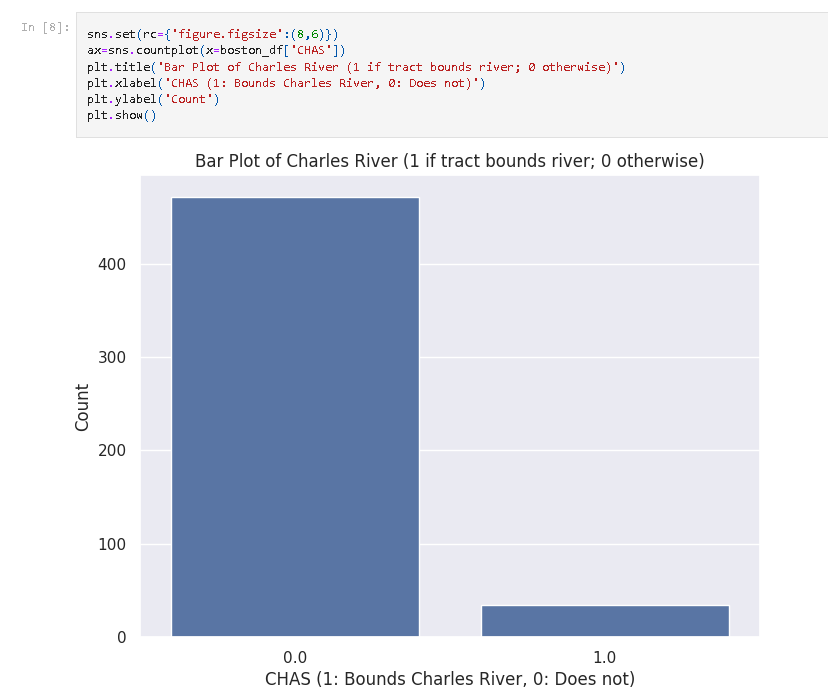 In [8]:
sns.set(rc={'figure.figsize':(8,6)})
ax=sns.countplot(x=boston_df['CHAS'])
plt.title('Bar Plot of Charles River (1 if tract bounds river; 0 otherwise)')
plt.xlabel('CHAS (1: Bounds Charles River, 0: Does not)')
plt.ylabel('Count')
plt.show()
Bar Plot of Charles River (1 if tract bounds river; 0 otherwise)
400
300
Count
200
100
0
0.0 1.0
CHAS (1: Bounds Charles River, 0: Does not)